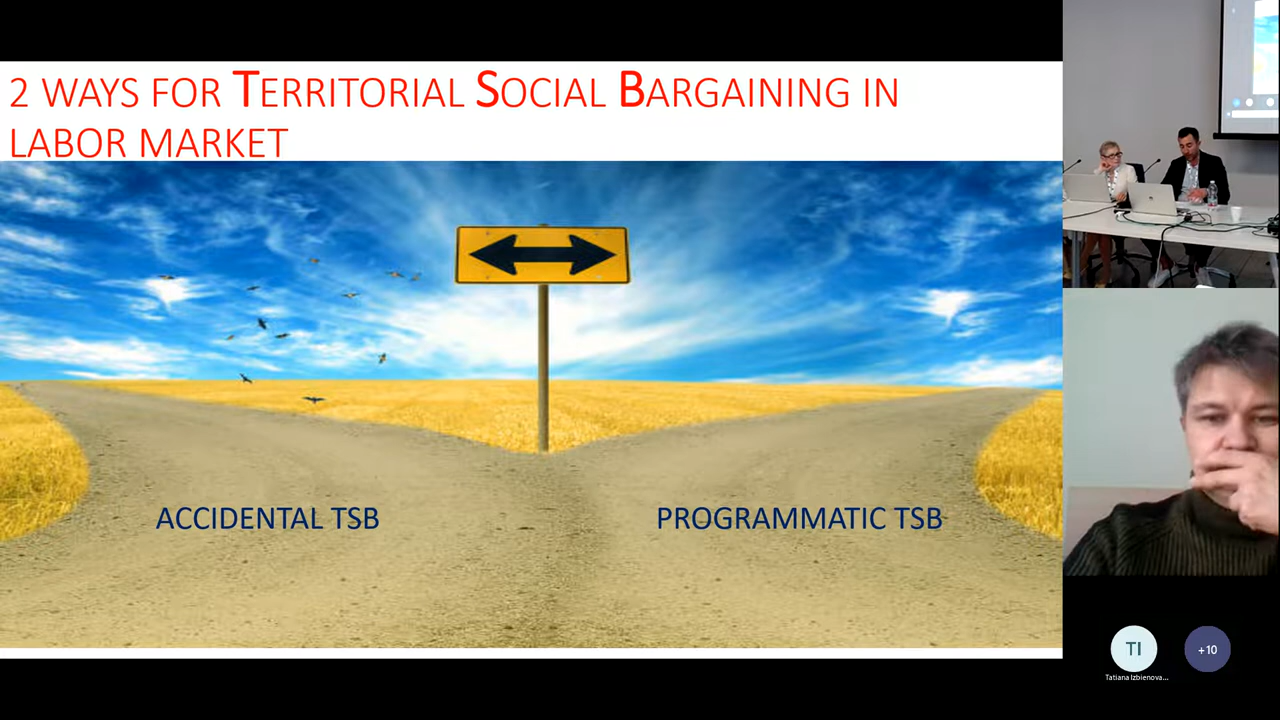 2 WAYS FOR TERRITORIAL SOCIAL BARGAINING IN
LABOR MARKET
ACCIDENTAL TSB
PROGRAMMATIC TSB
TI
+10
Tatiana Izbienova...